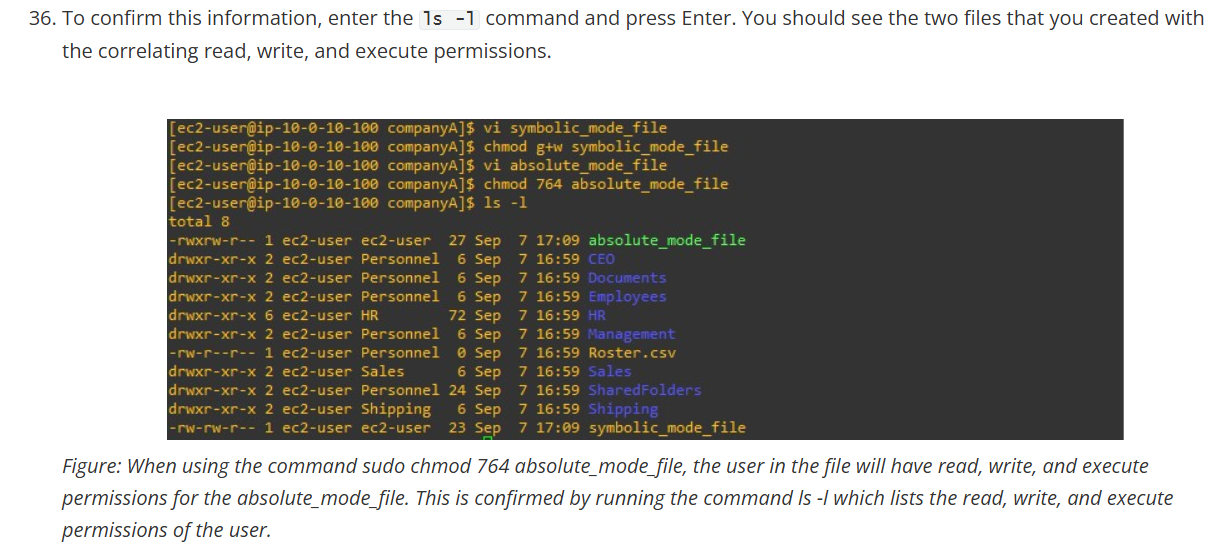 36. To confirm this information, enter the ls -l command and press Enter. You should see the two files that you created with
the correlating read, write, and execute permissions.
[ec2-user@ip-10-0-10-100 companyA]$ vi symbolic_mode_file
[ec2-user@ip-10-0-10-100 companyA]$ chmod g+w symbolic_mode_file
[ec2-user@ip-10-0-10-100 companyA]$ vi absolute_mode_file
[ec2-user@ip-10-0-10-100 companyA]$ chmod 764 absolute_mode_file
[ec2-user@ip-10-0-10-100 companyA]$ ls -l
total 8
-rwxrw-r-- 1 ec2-user ec2-user  27 Sep  7 17:09 absolute_mode_file
drwxr-xr-x 2 ec2-user Personnel  6 Sep  7 16:59 CEO
drwxr-xr-x 2 ec2-user Personnel  6 Sep  7 16:59 Documents
drwxr-xr-x 2 ec2-user Personnel  6 Sep  7 16:59 Employees
drwxr-xr-x 6 ec2-user HR        72 Sep  7 16:59 HR
drwxr-xr-x 2 ec2-user Personnel  6 Sep  7 16:59 Management
-rw-r--r-- 1 ec2-user Personnel  0 Sep  7 16:59 Roster.csv
drwxr-xr-x 2 ec2-user Sales      6 Sep  7 16:59 Sales
drwxr-xr-x 2 ec2-user Personnel 24 Sep  7 16:59 SharedFolders
drwxr-xr-x 2 ec2-user Shipping   6 Sep  7 16:59 Shipping
-rw-rw-r-- 1 ec2-user ec2-user  23 Sep  7 17:09 symbolic_mode_file
Figure: When using the command sudo chmod 764 absolute_mode_file, the user in the file will have read, write, and execute
permissions for the absolute_mode_file. This is confirmed by running the command ls -l which lists the read, write, and execute
permissions of the user.